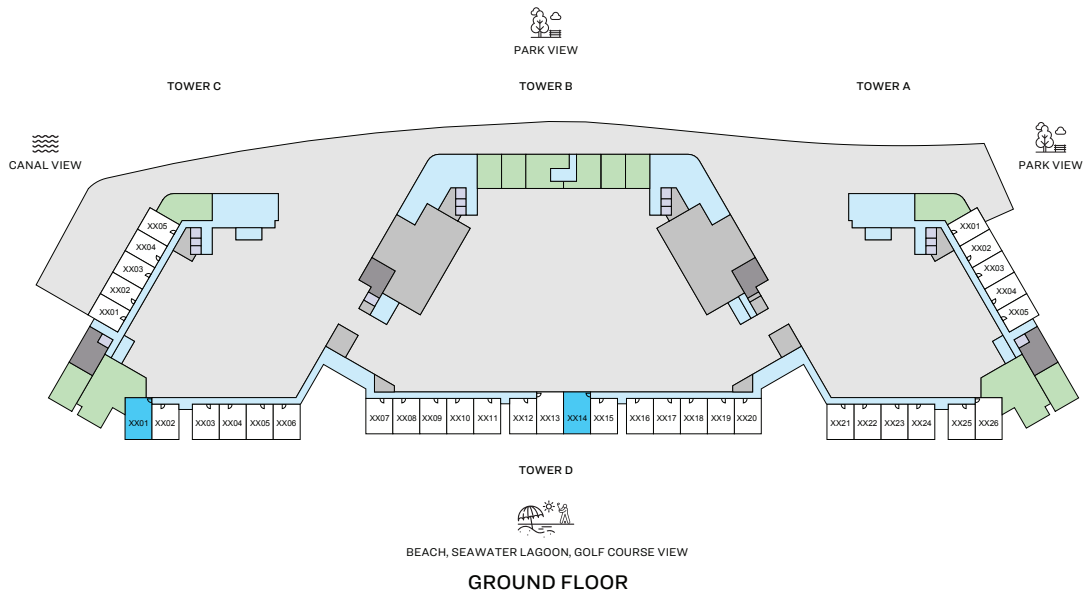 PARK VIEW
TOWER C
TOWER B
TOWER A
CANAL VIEW
PARK VIEW
XX05
XX04
XX03
XX02
XX01
XX01
XX02
XX03
XX04
XX05
XX01
XX02
XX03
XX04
XX05
XX06
XX07
XX08
XX09
XX10
XX11
XX12
XX13
XX14
XX15
XX16
XX17
XX18
XX19
XX20
XX21
XX22
XX23
XX24
XX25
XX26
TOWER D
BEACH, SEAWATER LAGOON, GOLF COURSE VIEW
GROUND FLOOR